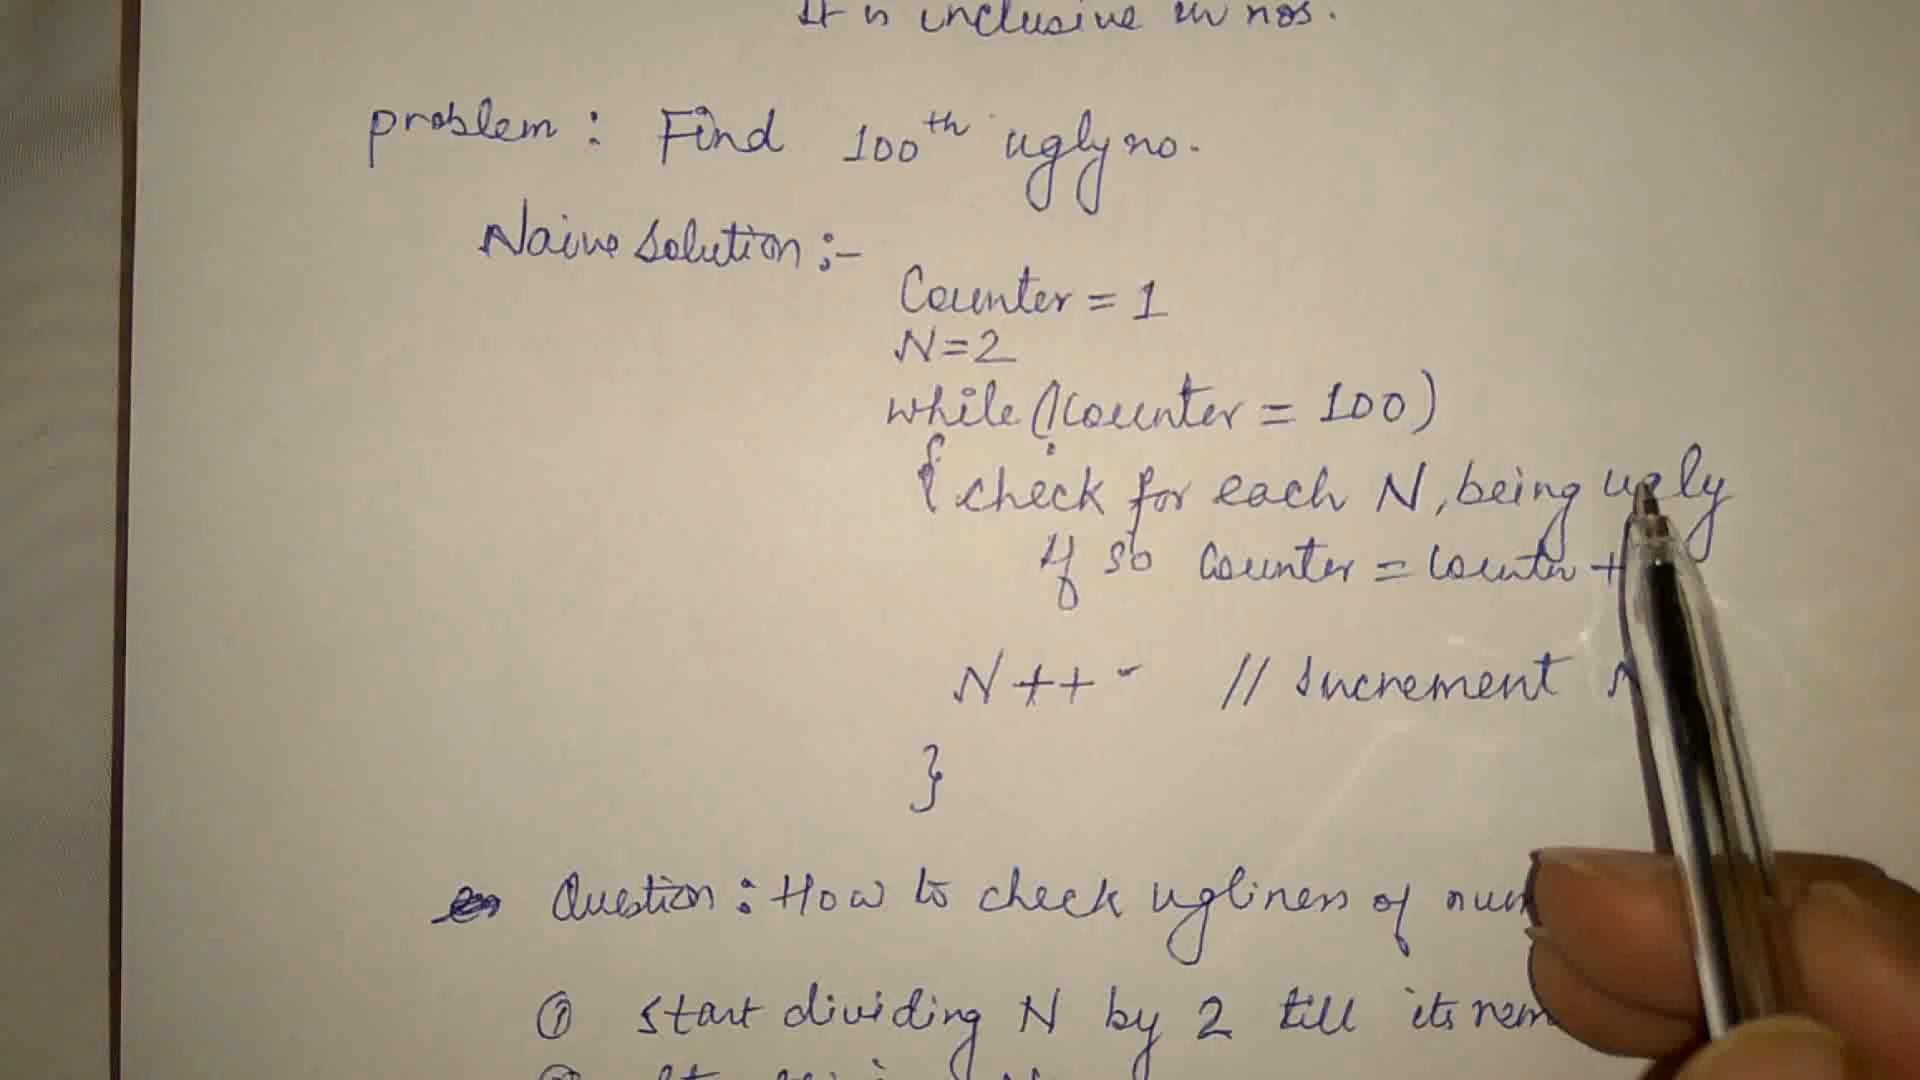 It is inclusive in nos.
problem : Find 100th ugly no.
Naive solution :-
Counter = 1
N=2
while (!counter = 100)
{ check for each N, being ugly
If so Counter = Counter +
N++ // Increment
}
Question : How to check ugliness of num
① start dividing N by 2 till its rem